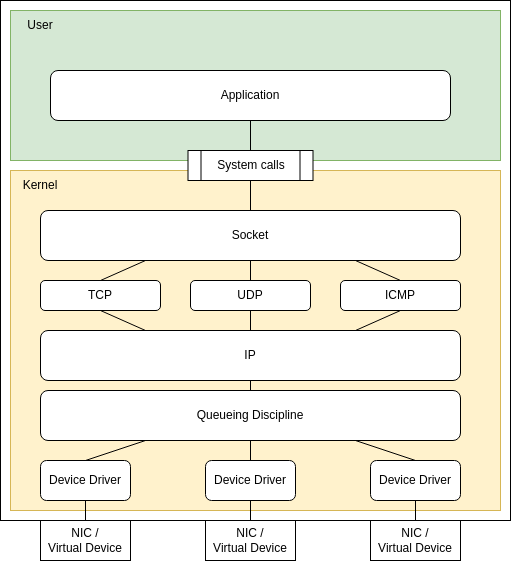 User
Application
System calls
Kernel
Socket
TCP
UDP
ICMP
IP
Queueing Discipline
Device Driver
Device Driver
Device Driver
NIC /
Virtual Device
NIC /
Virtual Device
NIC /
Virtual Device